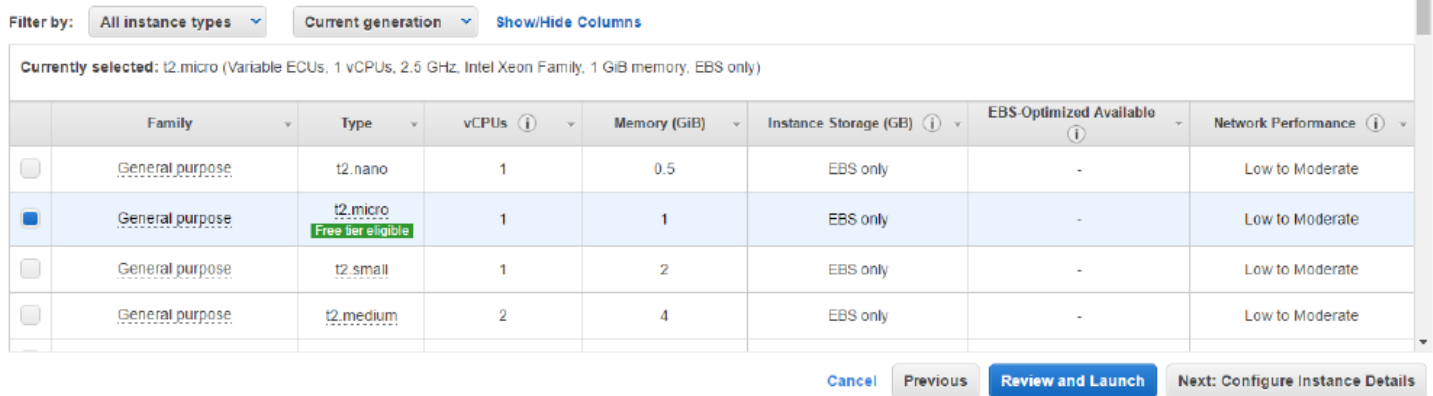 Filter by: All instance types Current generation Show/Hide Columns
Currently selected: t2.micro (Variable ECUs, 1 vCPUs, 2.5 GHz, Intel Xeon Family, 1 GiB memory, EBS only)
Family Type vCPUs i Memory (GiB) Instance Storage (GB) i EBS-Optimized Available i Network Performance i
General purpose t2.nano 1 0.5 EBS only - Low to Moderate
General purpose t2.micro 1 1 EBS only - Low to Moderate
Free tier eligible
General purpose t2.small 1 2 EBS only - Low to Moderate
General purpose t2.medium 2 4 EBS only - Low to Moderate
Cancel Previous Review and Launch Next: Configure Instance Details